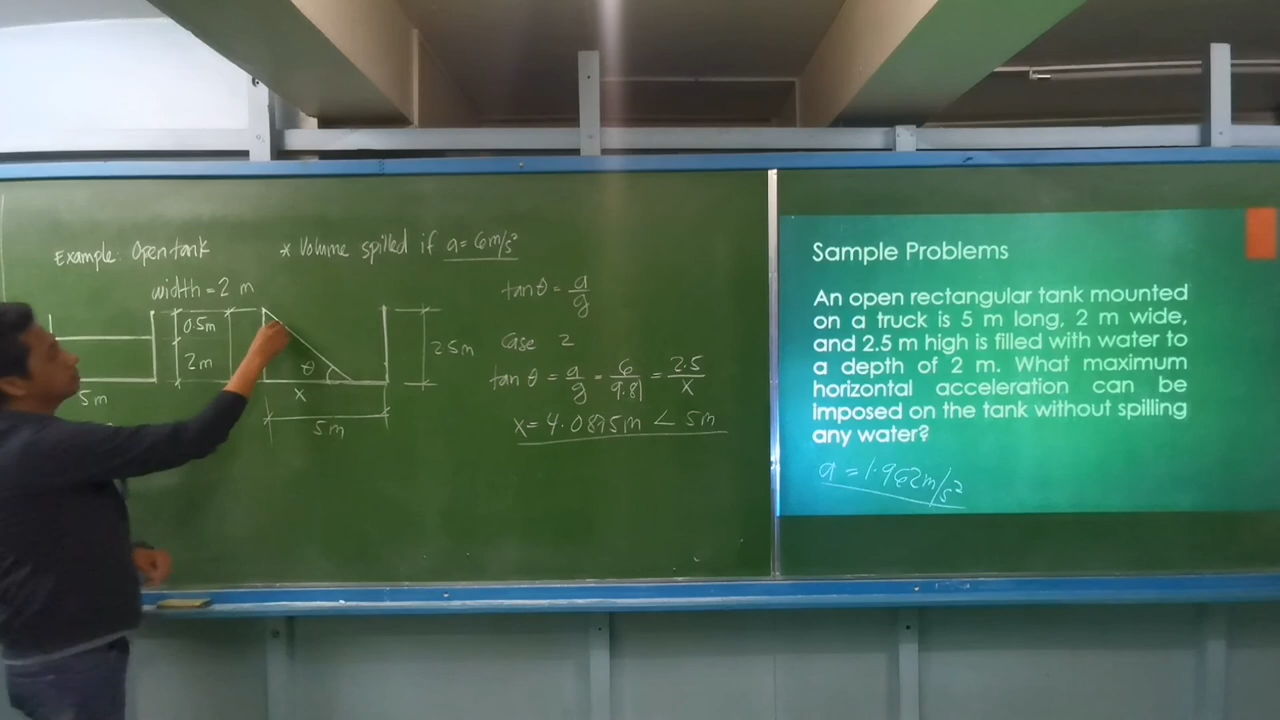 Example: Open tank
* Volume spilled if a = 6m/s²
width = 2 m
0.5m
2m
5m
θ
x
5m
2.5m
tanθ = a/g
Case 2
tan θ = a/g = 6/9.81 = 2.5/x
x = 4.0875m < 5m
Sample Problems
An open rectangular tank mounted
on a truck is 5 m long, 2 m wide,
and 2.5 m high is filled with water to
a depth of 2 m. What maximum
horizontal acceleration can be
imposed on the tank without spilling
any water?
a = 1.962m/s²